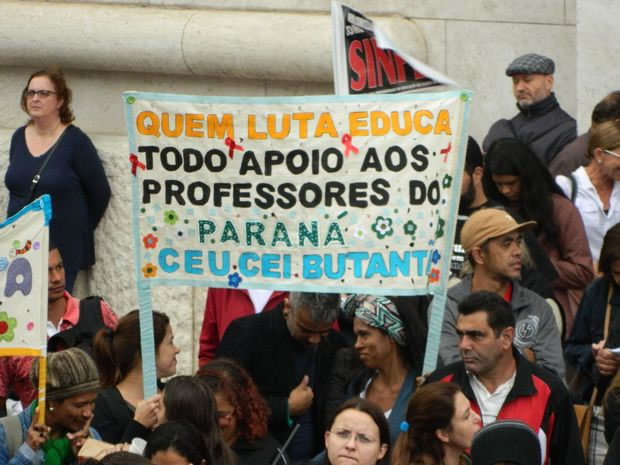 SINP
QUEM LUTA EDUCA
TODO APOIO AOS
PROFESSORES DO
PARANÁ
CEU.CEI BUTANTÃ
A